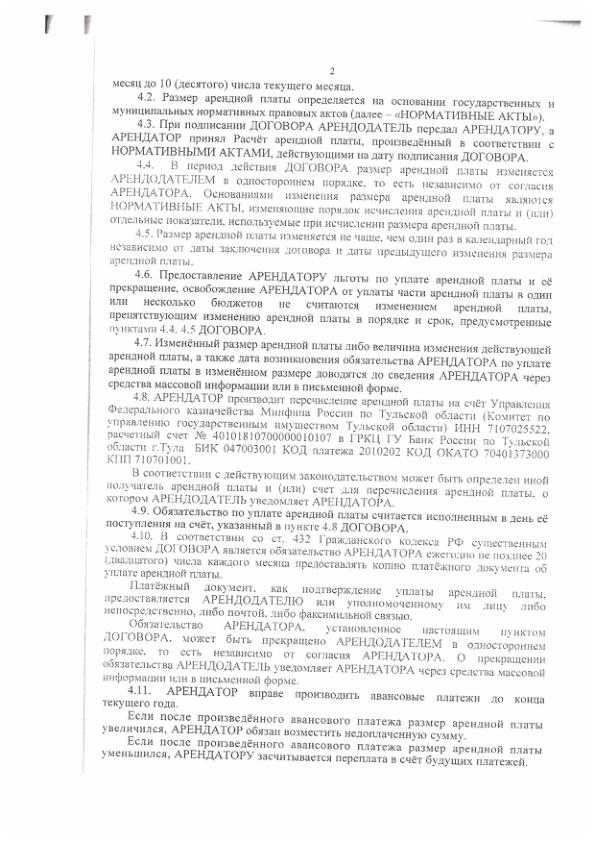 2
месяц до 10 (десятого) числа текущего месяца.
4.2. Размер арендной платы определяется на основании государственных и
муниципальных нормативных правовых актов (далее – «НОРМАТИВНЫЕ АКТЫ»).
4.3. При подписании ДОГОВОРА АРЕНДОДАТЕЛЬ передал АРЕНДАТОРУ, а
АРЕНДАТОР принял Расчёт арендной платы, произведённый в соответствии с
НОРМАТИВНЫМИ АКТАМИ, действующими на дату подписания ДОГОВОРА.
4.4. В период действия ДОГОВОРА размер арендной платы изменяется
АРЕНДОДАТЕЛЕМ в одностороннем порядке, то есть независимо от согласия
АРЕНДАТОРА. Основаниями изменения размера арендной платы являются
НОРМАТИВНЫЕ АКТЫ, изменяющие порядок исчисления арендной платы и (или)
отдельные показатели, используемые при исчислении размера арендной платы.
4.5. Размер арендной платы изменяется не чаще, чем один раз в календарный год
независимо от даты заключения договора и даты предыдущего изменения размера
арендной платы.
4.6. Предоставление АРЕНДАТОРУ льготы по уплате арендной платы и её
прекращение, освобождение АРЕНДАТОРА от уплаты части арендной платы в один
или несколько бюджетов не считаются изменением арендной платы,
препятствующим изменению арендной платы в порядке и срок, предусмотренные
пунктами 4.4. 4.5 ДОГОВОРА.
4.7. Изменённый размер арендной платы либо величина изменения действующей
арендной платы, а также дата возникновения обязательства АРЕНДАТОРА по уплате
арендной платы в изменённом размере доводятся до сведения АРЕНДАТОРА через
средства массовой информации или в письменной форме.
4.8. АРЕНДАТОР производит перечисление арендной платы на счёт Управления
Федерального казначейства Минфина России по Тульской области (Комитет по
управлению государственным имуществом Тульской области) ИНН 7107025522,
расчетный счет № 40101810700000010107 в ГРКЦ ГУ Банк России по Тульской
области г.Тула БИК 047003001 КОД платежа 2010202 КОД ОКАТО 70401373000
КПП 710701001.
В соответствии с действующим законодательством может быть определен иной
получатель арендной платы и (или) счет для перечисления арендной платы, о
котором АРЕНДОДАТЕЛЬ уведомляет АРЕНДАТОРА.
4.9. Обязательство по уплате арендной платы считается исполненным в день её
поступления на счёт, указанный в пункте 4.8 ДОГОВОРА.
4.10. В соответствии со ст. 432 Гражданского кодекса РФ существенным
условием ДОГОВОРА является обязательство АРЕНДАТОРА ежегодно не позднее 20
(двадцатого) числа каждого месяца предоставлять копию платёжного документа об
уплате арендной платы.
Платёжный документ, как подтверждение уплаты арендной платы,
предоставляется АРЕНДОДАТЕЛЮ или уполномоченному им лицу либо
непосредственно, либо почтой, либо факсимильной связью.
Обязательство АРЕНДАТОРА, установленное настоящим пунктом
ДОГОВОРА, может быть прекращено АРЕНДОДАТЕЛЕМ в одностороннем
порядке, то есть независимо от согласия АРЕНДАТОРА. О прекращении
обязательства АРЕНДОДАТЕЛЬ уведомляет АРЕНДАТОРА через средства массовой
информации или в письменной форме.
4.11. АРЕНДАТОР вправе производить авансовые платежи до конца
текущего года.
Если после произведённого авансового платежа размер арендной платы
увеличился, АРЕНДАТОР обязан возместить недоплаченную сумму.
Если после произведённого авансового платежа размер арендной платы
уменьшился, АРЕНДАТОРУ засчитывается переплата в счёт будущих платежей.